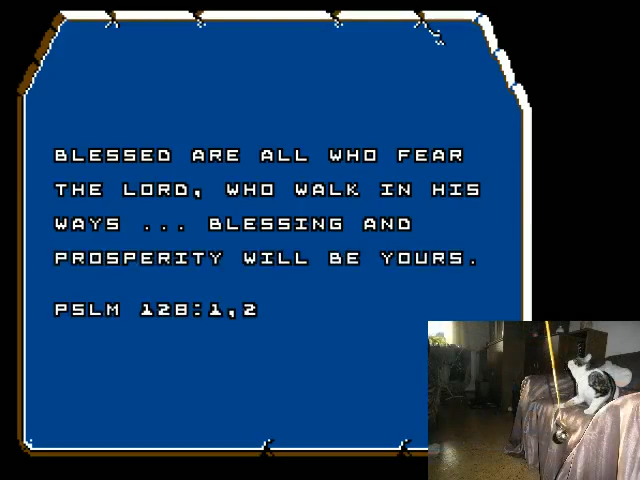 BLESSED ARE ALL WHO FEAR
THE LORD, WHO WALK IN HIS
WAYS ... BLESSING AND
PROSPERITY WILL BE YOURS.
PSLM 128:1,2